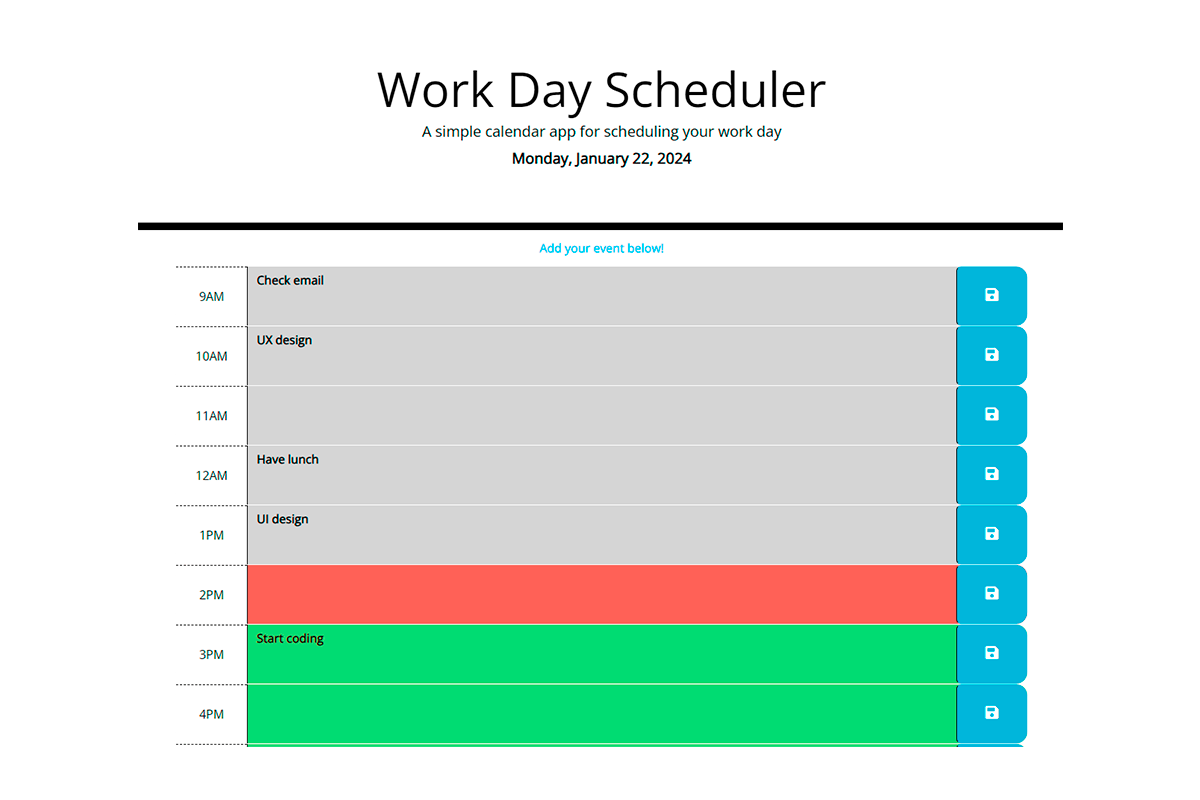 Work Day Scheduler
A simple calendar app for scheduling your work day
Monday, January 22, 2024
Add your event below!
9AM Check email
10AM UX design
11AM
12AM Have lunch
1PM UI design
2PM
3PM Start coding
4PM